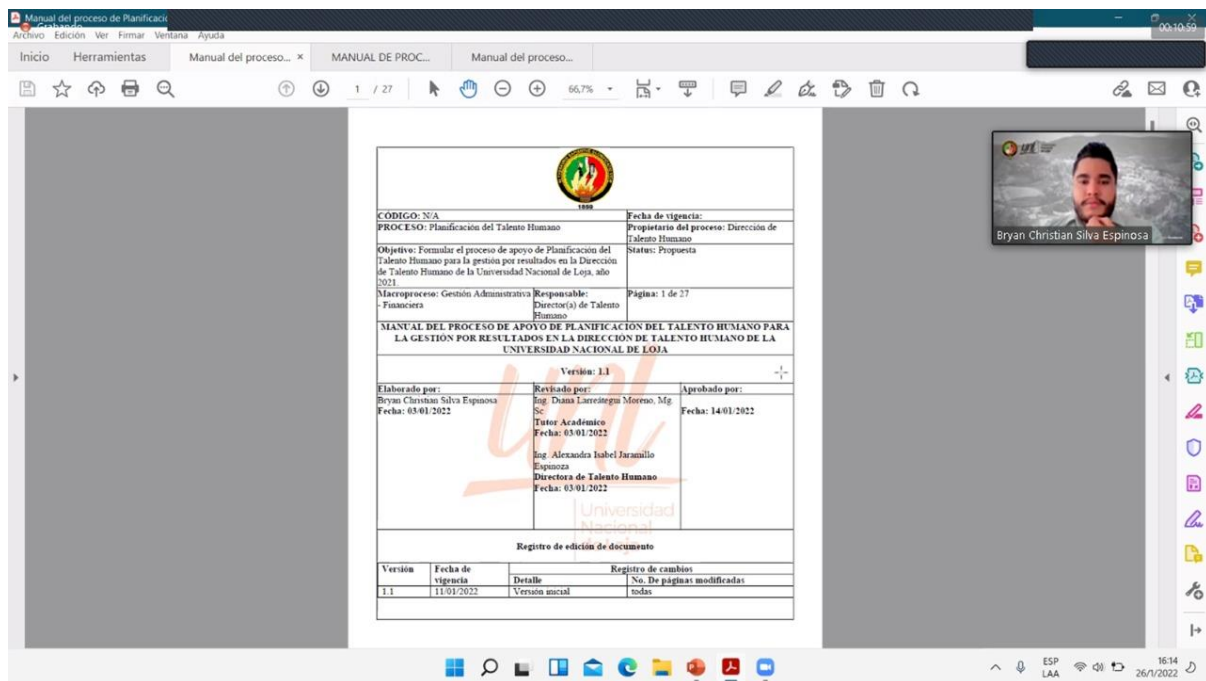 Manual del proceso de Planificació
Grabando
00:10:59
Archivo Edición Ver Firmar Ventana Ayuda
Inicio Herramientas Manual del proceso... × MANUAL DE PROC... Manual del proceso...
1 / 27 66,7%
1859
CÓDIGO: N/A Fecha de vigencia:
PROCESO: Planificación del Talento Humano Propietario del proceso: Dirección de
Talento Humano
Objetivo: Formular el proceso de apoyo de Planificación del Status: Propuesta
Talento Humano para la gestión por resultados en la Dirección
de Talento Humano de la Universidad Nacional de Loja, año
2021.
Macroproceso: Gestión Administrativa Responsable: Página: 1 de 27
- Financiera Director(a) de Talento
Humano
MANUAL DEL PROCESO DE APOYO DE PLANIFICACIÓN DEL TALENTO HUMANO PARA
LA GESTIÓN POR RESULTADOS EN LA DIRECCIÓN DE TALENTO HUMANO DE LA
UNIVERSIDAD NACIONAL DE LOJA
Versión: 1.1
Elaborado por: Revisado por: Aprobado por:
Bryan Christian Silva Espinosa Ing. Diana Larreátegui Moreno, Mg.
Fecha: 03/01/2022 Sc. Fecha: 14/01/2022
Tutor Académico
Fecha: 03/01/2022
Ing. Alexandra Isabel Jaramillo
Espinoza
Directora de Talento Humano
Fecha: 03/01/2022
unl
Universidad
Nacional
de Loja
Registro de edición de documento
Versión Fecha de Registro de cambios
vigencia Detalle No. De páginas modificadas
1.1 11/01/2022 Versión inicial todas
unl
Bryan Christian Silva Espinosa
ESP 16:14
LAA 26/1/2022